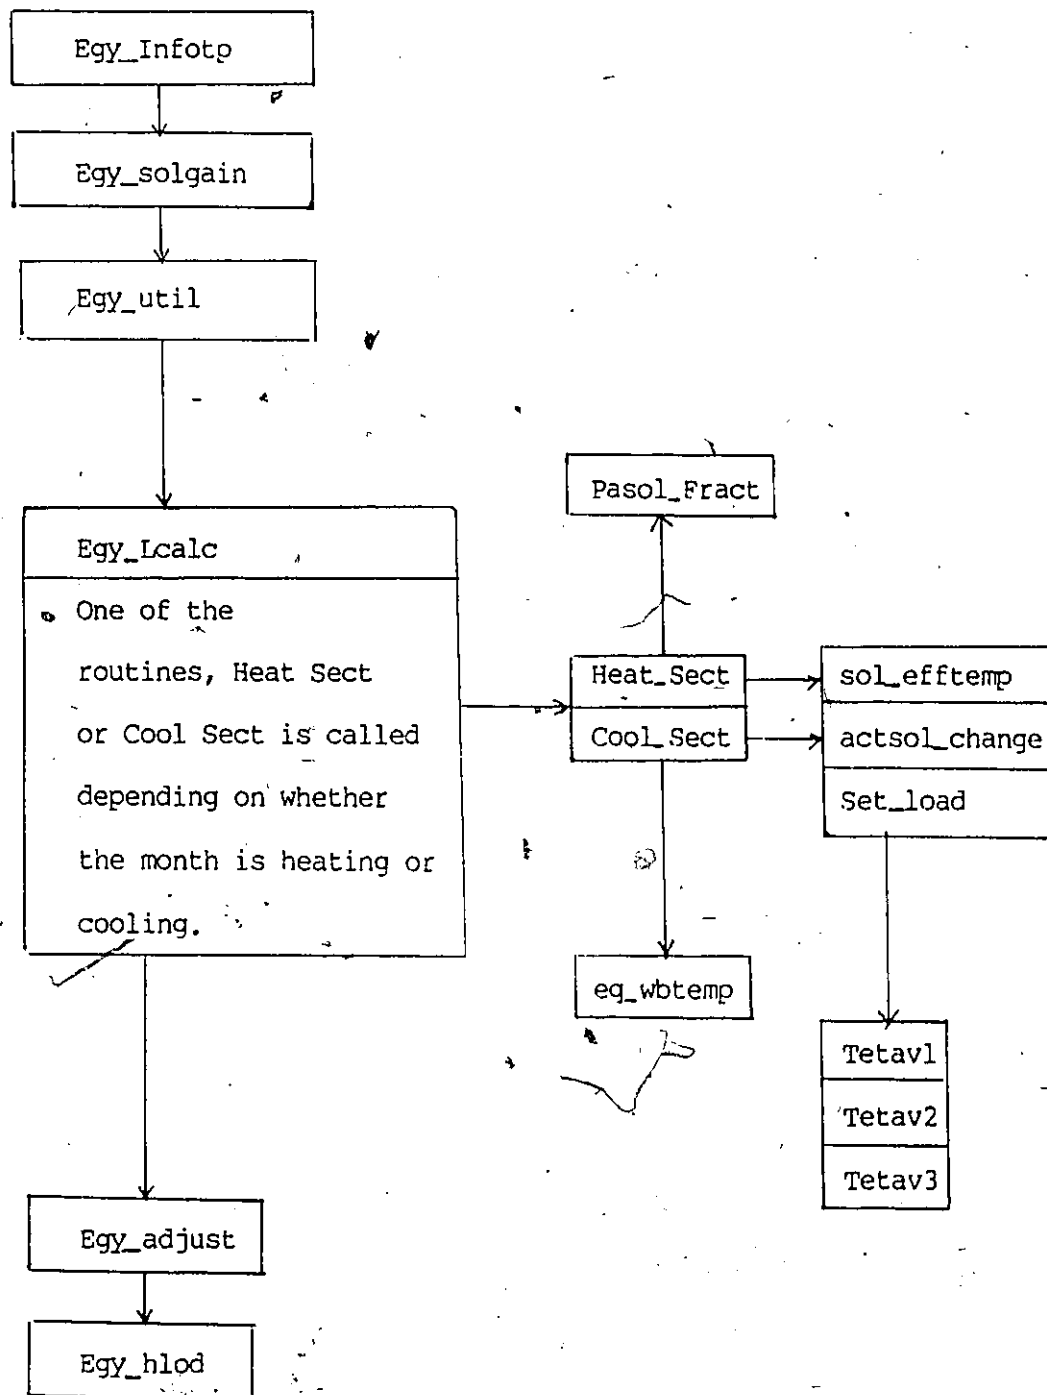 Egy_Infotp
Egy_solgain
Egy_util
Egy_Lcalc
One of the
routines, Heat Sect
or Cool Sect is called
depending on whether
the month is heating or
cooling.
Pasol_Fract
Heat_Sect
Cool_Sect
eq_wbtemp
sol_efftemp
actsol_change
Set_load
Tetav1
Tetav2
Tetav3
Egy_adjust
Egy_hlod